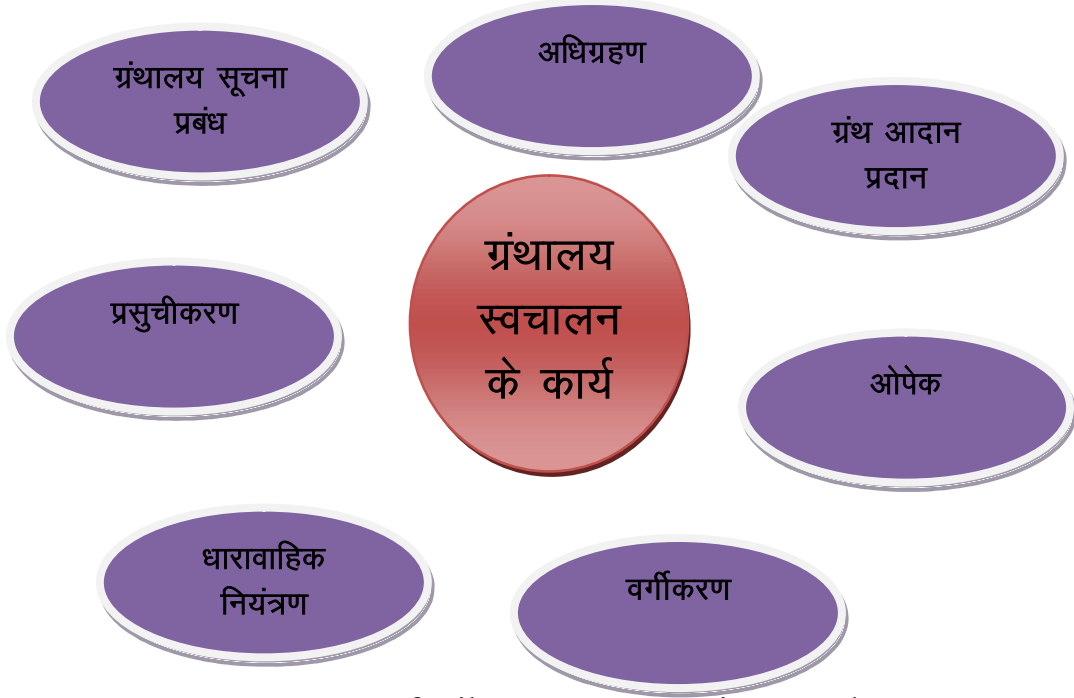 ग्रंथालय सूचना
प्रबंध
अधिग्रहण
ग्रंथ आदान
प्रदान
ग्रंथालय
स्वचालन
के कार्य
प्रसुचीकरण
ओपेक
धारावाहिक
नियंत्रण
वर्गीकरण